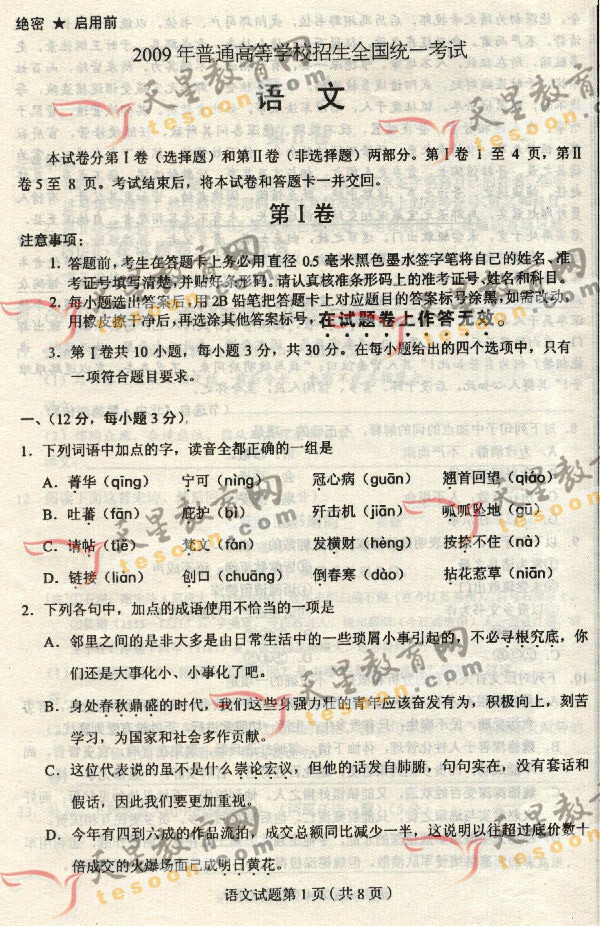 绝密 ★ 启用前
2009 年普通高等学校招生全国统一考试
语 文
本试卷分第Ⅰ卷（选择题）和第Ⅱ卷（非选择题）两部分。第Ⅰ卷 1 至 4 页，第Ⅱ
卷 5 至 8 页。考试结束后，将本试卷和答题卡一并交回。
第Ⅰ卷
注意事项：
1. 答题前，考生在答题卡上务必用直径 0.5 毫米黑色墨水签字笔将自己的姓名、准
考证号填写清楚，并贴好条形码。请认真核准条形码上的准考证号、姓名和科目。
2. 每小题选出答案后，用 2B 铅笔把答题卡上对应题目的答案标号涂黑，如需改动，
用橡皮擦干净后，再选涂其他答案标号，在试题卷上作答无效。
3. 第Ⅰ卷共 10 小题，每小题 3 分，共 30 分。在每小题给出的四个选项中，只有
一项符合题目要求。
一、（12 分，每小题 3 分）
1. 下列词语中加点的字，读音全都正确的一组是
A. 菁华（qīng） 宁可（nìng） 冠心病（guān） 翘首回望（qiáo）
B. 吐蕃（fān） 庇护（bì） 歼击机（jiān） 呱呱坠地（gū）
C. 请帖（tiě） 梵文（fán） 发横财（hèng） 按捺不住（nà）
D. 链接（liàn） 创口（chuāng） 倒春寒（dào） 拈花惹草（niān）
2. 下列各句中，加点的成语使用不恰当的一项是
A. 邻里之间的是非大多是由日常生活中的一些琐屑小事引起的，不必寻根究底，你
们还是大事化小、小事化了吧。
B. 身处春秋鼎盛的时代，我们这些身强力壮的青年应该奋发有为，积极向上，刻苦
学习，为国家和社会多作贡献。
C. 这位代表说的虽不是什么崇论宏议，但他的话发自肺腑，句句实在，没有套话和
假话，因此我们要更加重视。
D. 今年有四到六成的作品流拍，成交总额同比减少一半，这说明以往超过底价数十
倍成交的火爆场面已成明日黄花。
语文试题第 1 页（共 8 页）
天星教育网
tesoon.com